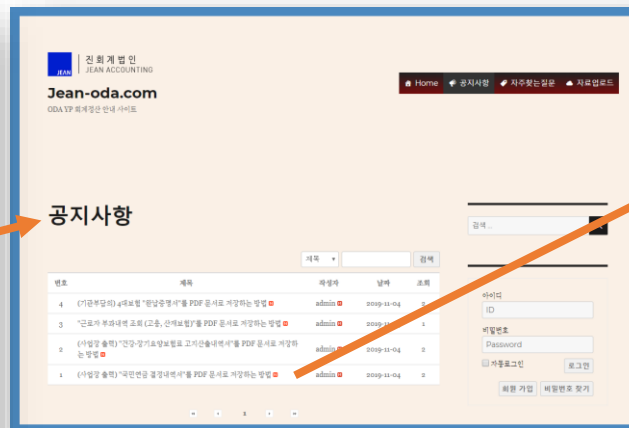 진회계법인
JEAN JEAN ACCOUNTING
Jean-oda.com
ODA YP 회계정산 안내 사이트
Home 공지사항 자주찾는질문 자료업로드
공지사항
검색...
제목 검색
번호 제목 작성자 날짜 조회
4 (기관부담의) 4대보험 "완납증명서"를 PDF 문서로 저장하는 방법 admin 2019-11-04 2
3 "근로자 부과내역 조회 (고용, 산재보험)"를 PDF 문서로 저장하는 방법 admin 2019-11-04 1
2 (사업장 출력) "건강·장기요양보험료 고지산출내역서"를 PDF 문서로 저장하
는 방법 admin 2019-11-04 2
1 (사업장 출력) "국민연금 결정내역서"를 PDF 문서로 저장하는 방법 admin 2019-11-04 2
« ‹ 1 › »
아이디
ID
비밀번호
Password
자동로그인 로그인
회원 가입 비밀번호 찾기